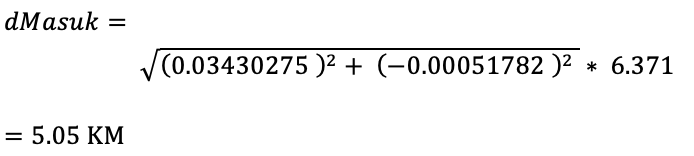 dMasuk =
√(0.03430275 )² + (−0.00051782 )² ∗ 6.371
= 5.05 KM